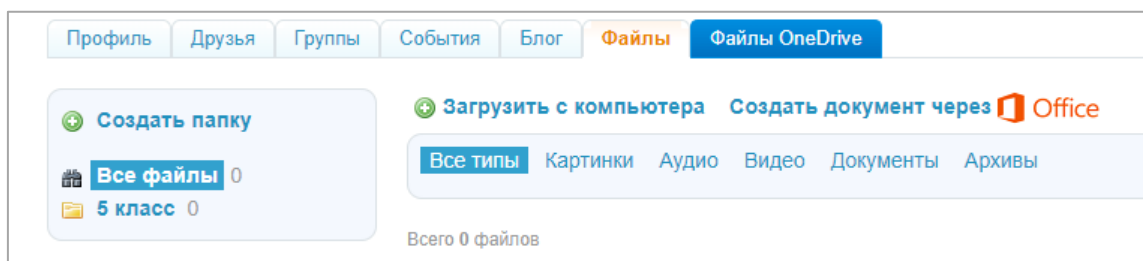 Профиль Друзья Группы События Блог Файлы Файлы OneDrive
Создать папку
Все файлы 0
5 класс 0
Загрузить с компьютера Создать документ через Office
Все типы Картинки Аудио Видео Документы Архивы
Всего 0 файлов